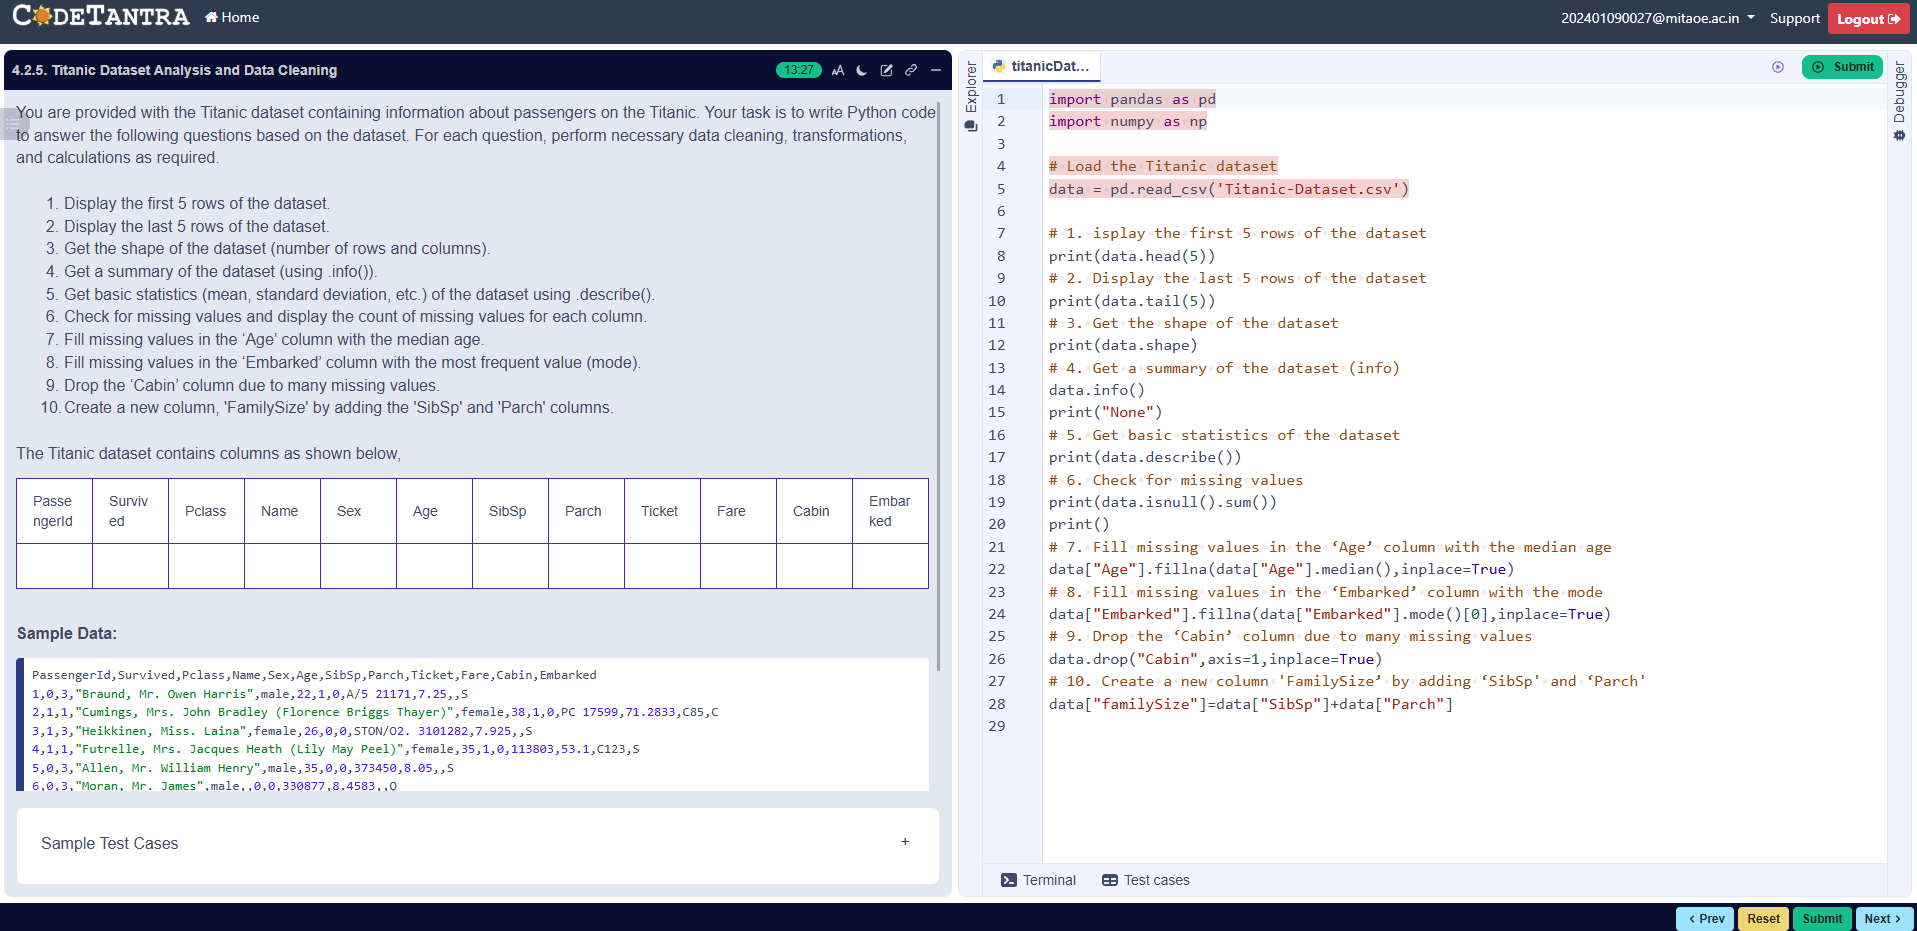 CODETANTRA
Home
202401090027@mitaoe.ac.in
Support
Logout
4.2.5. Titanic Dataset Analysis and Data Cleaning
13:27
AA
You are provided with the Titanic dataset containing information about passengers on the Titanic. Your task is to write Python code
to answer the following questions based on the dataset. For each question, perform necessary data cleaning, transformations,
and calculations as required.
1. Display the first 5 rows of the dataset.
2. Display the last 5 rows of the dataset.
3. Get the shape of the dataset (number of rows and columns).
4. Get a summary of the dataset (using .info()).
5. Get basic statistics (mean, standard deviation, etc.) of the dataset using .describe().
6. Check for missing values and display the count of missing values for each column.
7. Fill missing values in the ‘Age’ column with the median age.
8. Fill missing values in the ‘Embarked’ column with the most frequent value (mode).
9. Drop the ‘Cabin’ column due to many missing values.
10. Create a new column, 'FamilySize' by adding the 'SibSp' and 'Parch' columns.
The Titanic dataset contains columns as shown below,
Passe
ngerId
Surviv
ed
Pclass
Name
Sex
Age
SibSp
Parch
Ticket
Fare
Cabin
Embar
ked
Sample Data:
PassengerId,Survived,Pclass,Name,Sex,Age,SibSp,Parch,Ticket,Fare,Cabin,Embarked
1,0,3,"Braund, Mr. Owen Harris",male,22,1,0,A/5 21171,7.25,,S
2,1,1,"Cumings, Mrs. John Bradley (Florence Briggs Thayer)",female,38,1,0,PC 17599,71.2833,C85,C
3,1,3,"Heikkinen, Miss. Laina",female,26,0,0,STON/O2. 3101282,7.925,,S
4,1,1,"Futrelle, Mrs. Jacques Heath (Lily May Peel)",female,35,1,0,113803,53.1,C123,S
5,0,3,"Allen, Mr. William Henry",male,35,0,0,373450,8.05,,S
6,0,3,"Moran, Mr. James",male,,0,0,330877,8.4583,,Q
Sample Test Cases
+
Explorer
titanicDat...
Submit
Debugger
1 import pandas as pd
2 import numpy as np
3
4 # Load the Titanic dataset
5 data = pd.read_csv('Titanic-Dataset.csv')
6
7 # 1. isplay the first 5 rows of the dataset
8 print(data.head(5))
9 # 2. Display the last 5 rows of the dataset
10 print(data.tail(5))
11 # 3. Get the shape of the dataset
12 print(data.shape)
13 # 4. Get a summary of the dataset (info)
14 data.info()
15 print("None")
16 # 5. Get basic statistics of the dataset
17 print(data.describe())
18 # 6. Check for missing values
19 print(data.isnull().sum())
20 print()
21 # 7. Fill missing values in the ‘Age’ column with the median age
22 data["Age"].fillna(data["Age"].median(),inplace=True)
23 # 8. Fill missing values in the ‘Embarked’ column with the mode
24 data["Embarked"].fillna(data["Embarked"].mode()[0],inplace=True)
25 # 9. Drop the ‘Cabin’ column due to many missing values
26 data.drop("Cabin",axis=1,inplace=True)
27 # 10. Create a new column 'FamilySize’ by adding ‘SibSp' and ‘Parch'
28 data["familySize"]=data["SibSp"]+data["Parch"]
29
Terminal
Test cases
< Prev
Reset
Submit
Next >